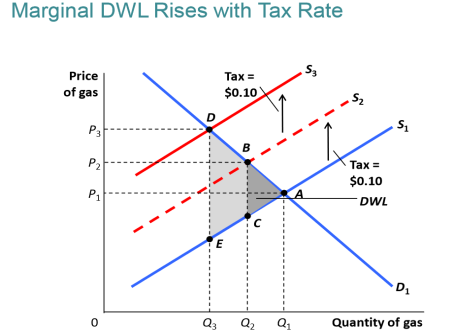 Marginal DWL Rises with Tax Rate
Price
of gas
Tax =
$0.10
S3
S2
S1
D
P3
B
P2
Tax =
$0.10
P1
A
DWL
C
E
D1
0
Q3
Q2
Q1
Quantity of gas